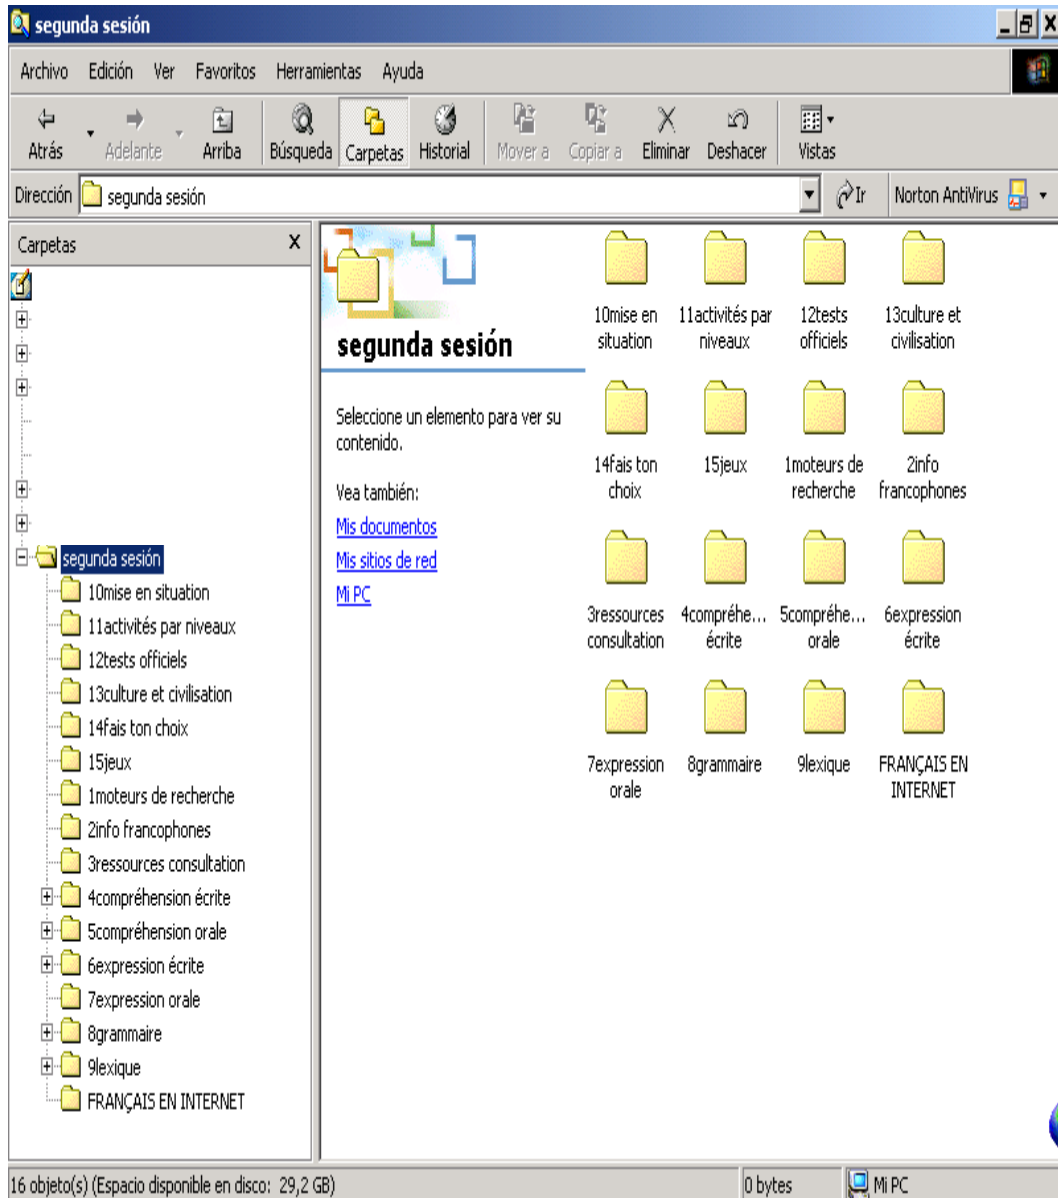 segunda sesión
Archivo Edición Ver Favoritos Herramientas Ayuda
Atrás Adelante Arriba Búsqueda Carpetas Historial Mover a Copiar a Eliminar Deshacer Vistas
Dirección segunda sesión Ir Norton AntiVirus
Carpetas X
segunda sesión
10mise en situation
11activités par niveaux
12tests officiels
13culture et civilisation
14fais ton choix
15jeux
1moteurs de recherche
2info francophones
3ressources consultation
4compréhension écrite
5compréhension orale
6expression écrite
7expression orale
8grammaire
9lexique
FRANÇAIS EN INTERNET
segunda sesión
Seleccione un elemento para ver su
contenido.
Vea también:
Mis documentos
Mis sitios de red
Mi PC
10mise en
situation
11activités par
niveaux
12tests
officiels
13culture et
civilisation
14fais ton
choix
15jeux
1moteurs de
recherche
2info
francophones
3ressources
consultation
4compréhe...
écrite
5compréhe...
orale
6expression
écrite
7expression
orale
8grammaire
9lexique
FRANÇAIS EN
INTERNET
16 objeto(s) (Espacio disponible en disco: 29,2 GB) 0 bytes Mi PC